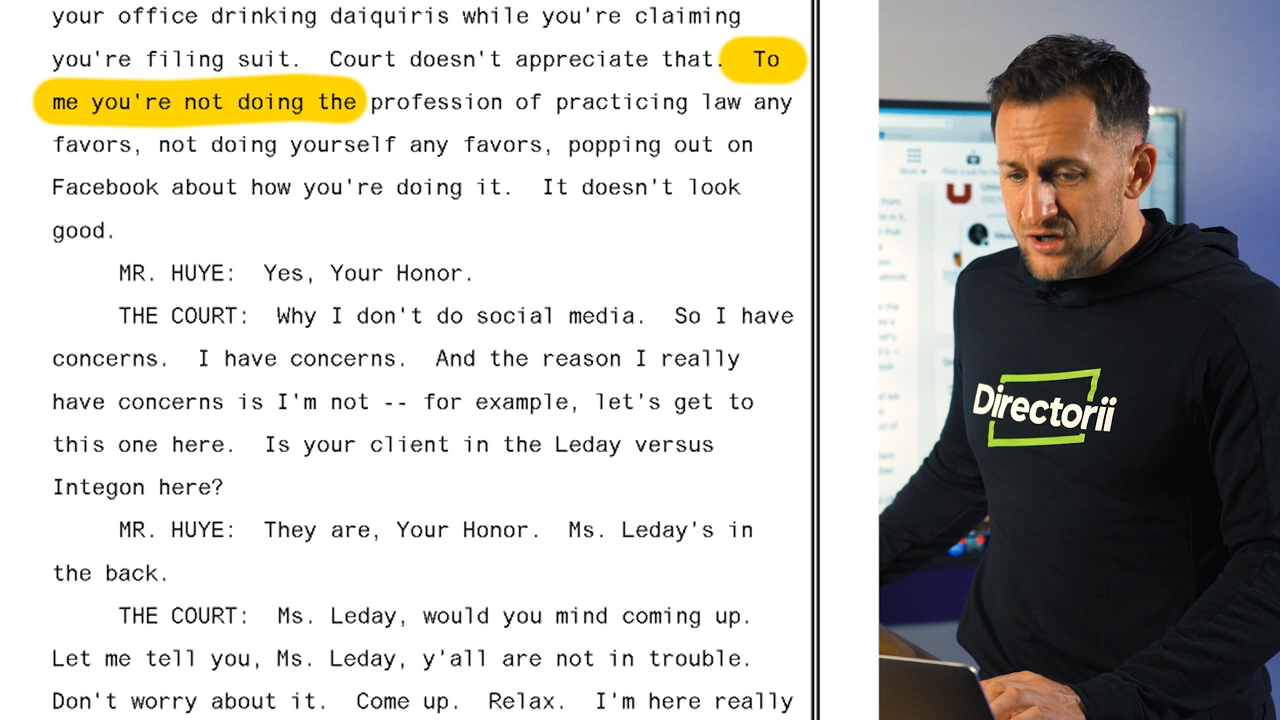 your office drinking daiquiris while you're claiming
you're filing suit. Court doesn't appreciate that. To
me you're not doing the profession of practicing law any
favors, not doing yourself any favors, popping out on
Facebook about how you're doing it. It doesn't look
good.
MR. HUYE: Yes, Your Honor.
THE COURT: Why I don't do social media. So I have
concerns. I have concerns. And the reason I really
have concerns is I'm not -- for example, let's get to
this one here. Is your client in the Leday versus
Integon here?
MR. HUYE: They are, Your Honor. Ms. Leday's in
the back.
THE COURT: Ms. Leday, would you mind coming up.
Let me tell you, Ms. Leday, y'all are not in trouble.
Don't worry about it. Come up. Relax. I'm here really
Directorii